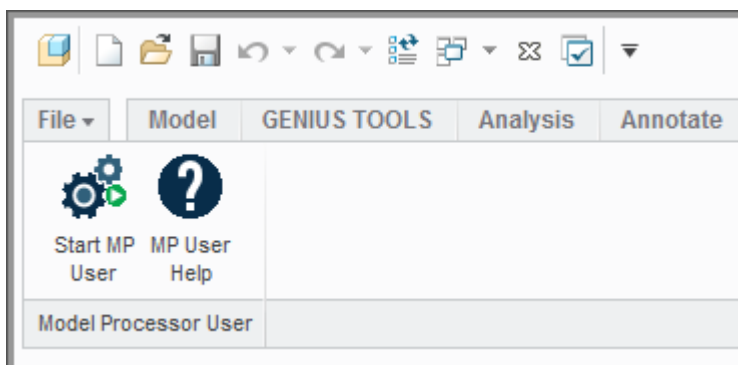 File Model GENIUS TOOLS Analysis Annotate
Start MP User
MP User Help
Model Processor User